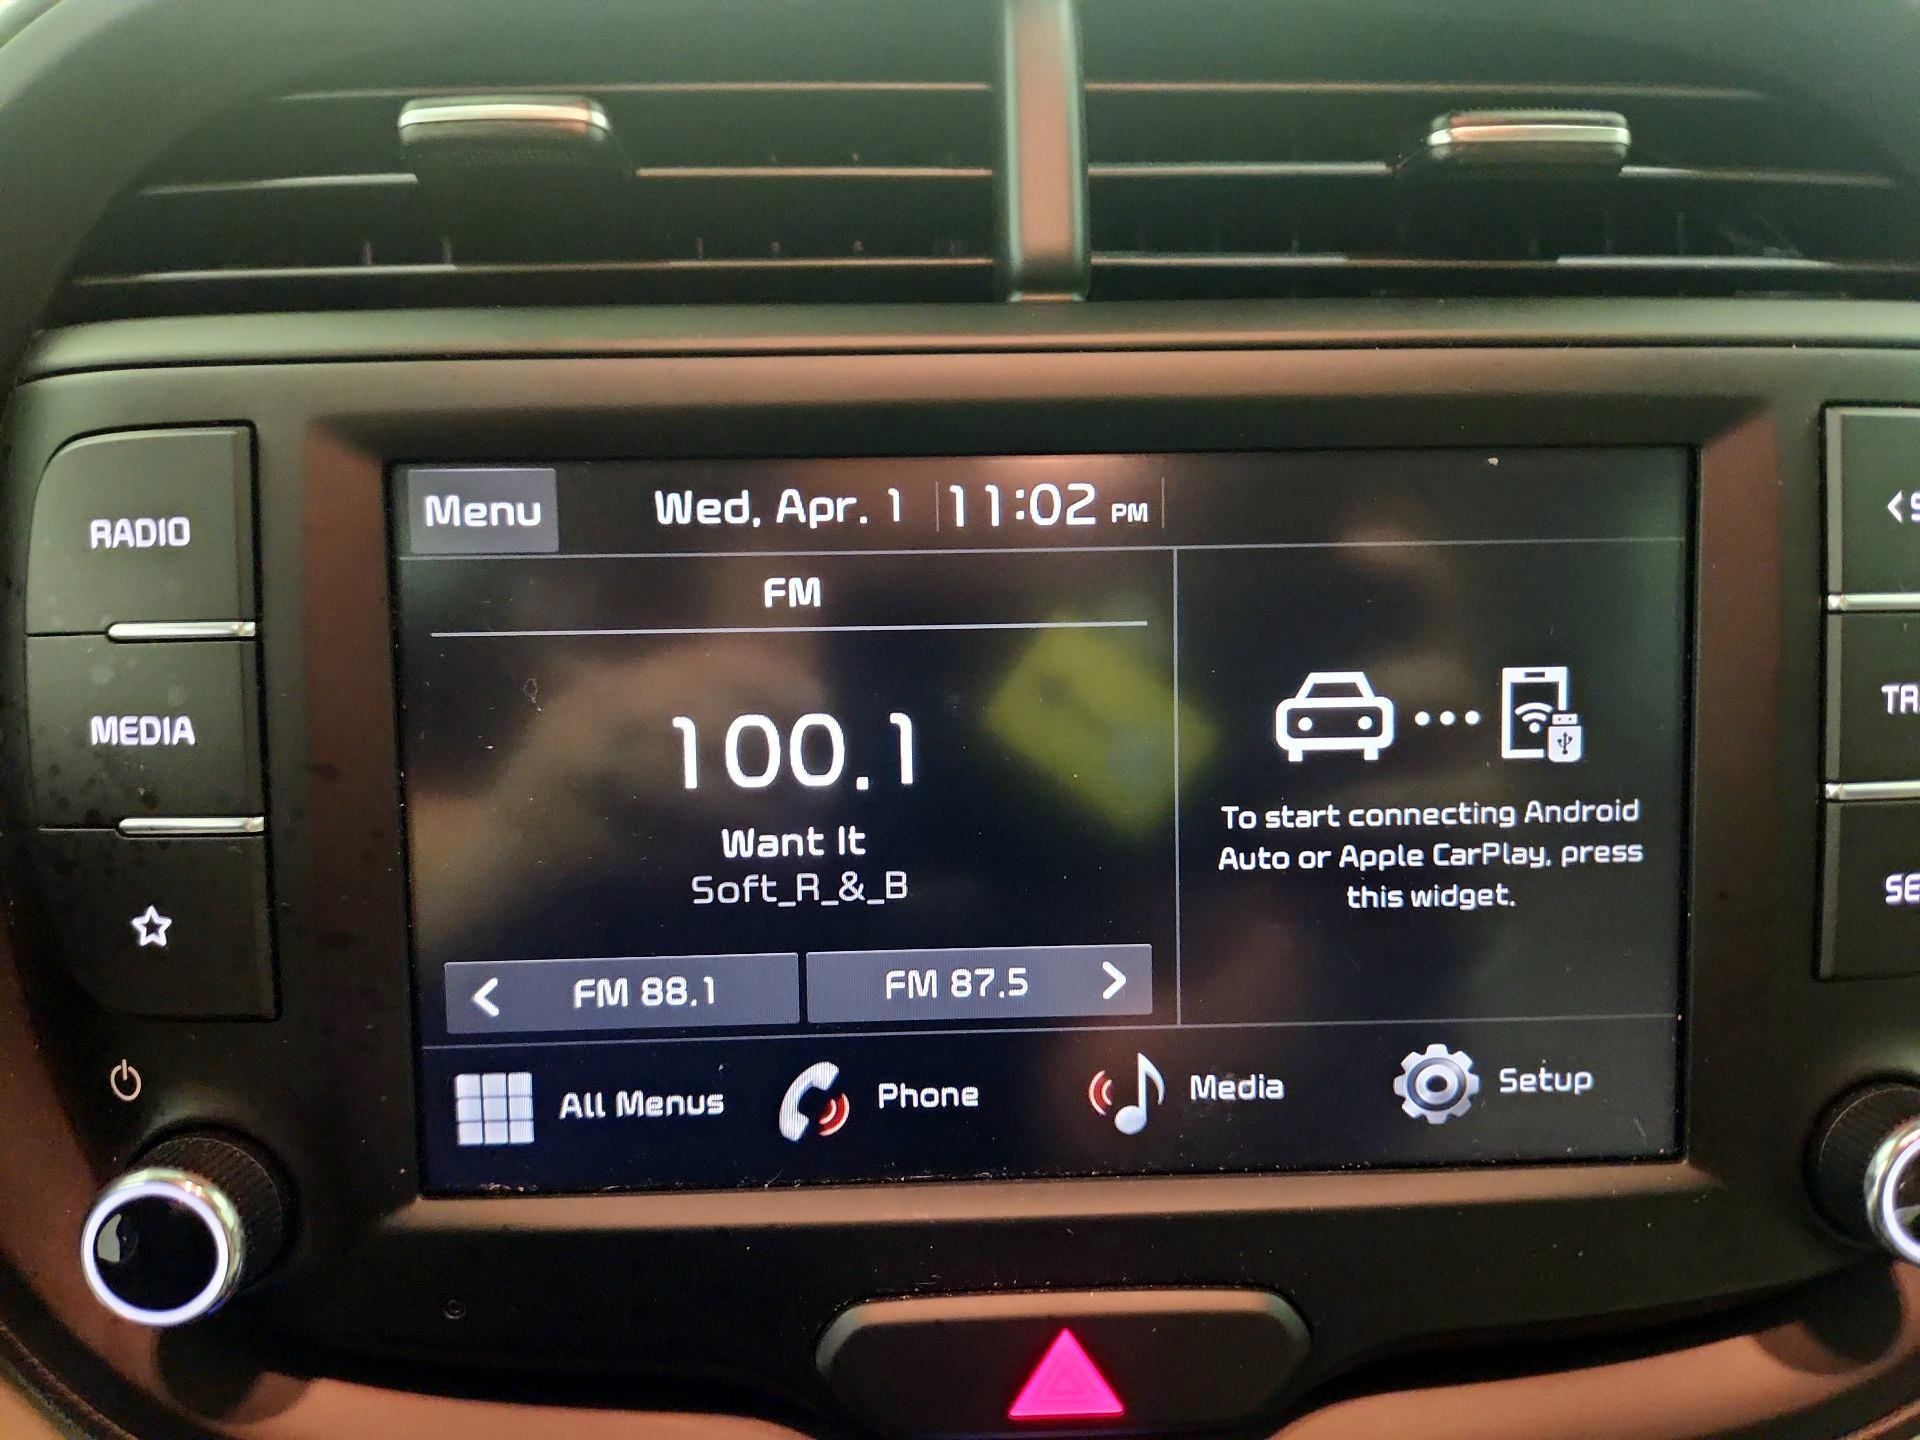 RADIO
MEDIA
Menu
Wed, Apr. 1
11:02 PM
FM
100.1
Want It
Soft_R_&_B
FM 88.1
FM 87.5
To start connecting Android
Auto or Apple CarPlay, press
this widget.
All Menus
Phone
Media
Setup